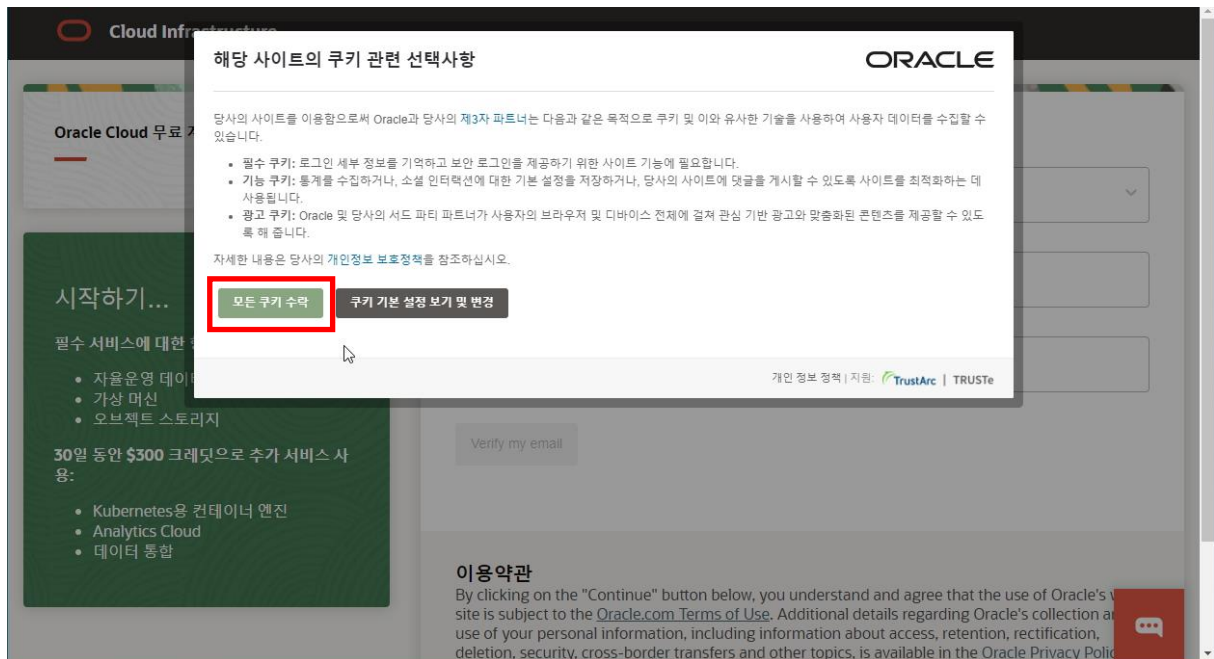 Cloud Infrastructure
해당 사이트의 쿠키 관련 선택사항
ORACLE
당사의 사이트를 이용함으로써 Oracle과 당사의 제3자 파트너는 다음과 같은 목적으로 쿠키 및 이와 유사한 기술을 사용하여 사용자 데이터를 수집할 수
있습니다.
• 필수 쿠키: 로그인 세부 정보를 기억하고 보안 로그인을 제공하기 위한 사이트 기능에 필요합니다.
• 기능 쿠키: 통계를 수집하거나, 소셜 인터랙션에 대한 기본 설정을 저장하거나, 당사의 사이트에 댓글을 게시할 수 있도록 사이트를 최적화하는 데
사용됩니다.
• 광고 쿠키: Oracle 및 당사의 서드 파티 파트너가 사용자의 브라우저 및 디바이스 전체에 걸쳐 관심 기반 광고와 맞춤화된 콘텐츠를 제공할 수 있도
록 해 줍니다.
자세한 내용은 당사의 개인정보 보호정책을 참조하십시오.
모든 쿠키 수락
쿠키 기본 설정 보기 및 변경
개인 정보 정책 | 지원: TrustArc | TRUSTe
Oracle Cloud 무료
시작하기...
필수 서비스에 대한
• 자율운영
• 가상 머신
• 오브젝트 스토리지
30일 동안 $300 크레딧으로 추가 서비스 사
용:
• Kubernetes용 컨테이너 엔진
• Analytics Cloud
• 데이터 통합
Verify my email
이용약관
By clicking on the "Continue" button below, you understand and agree that the use of Oracle's
site is subject to the Oracle.com Terms of Use. Additional details regarding Oracle's collection
use of your personal information, including information about access, retention, rectification,
deletion, security, cross-border transfers and other topics, is available in the Oracle Privacy